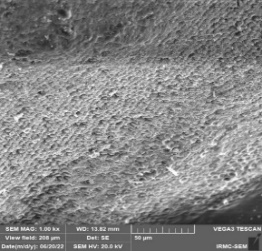 SEM MAG: 1.00 kx
WD: 13.62 mm
VEGA3 TESCAN
View field: 208 µm
Det: SE
50 µm
Date(m/d/y): 06/20/22
SEM HV: 20.0 kV
IRMC-SEM